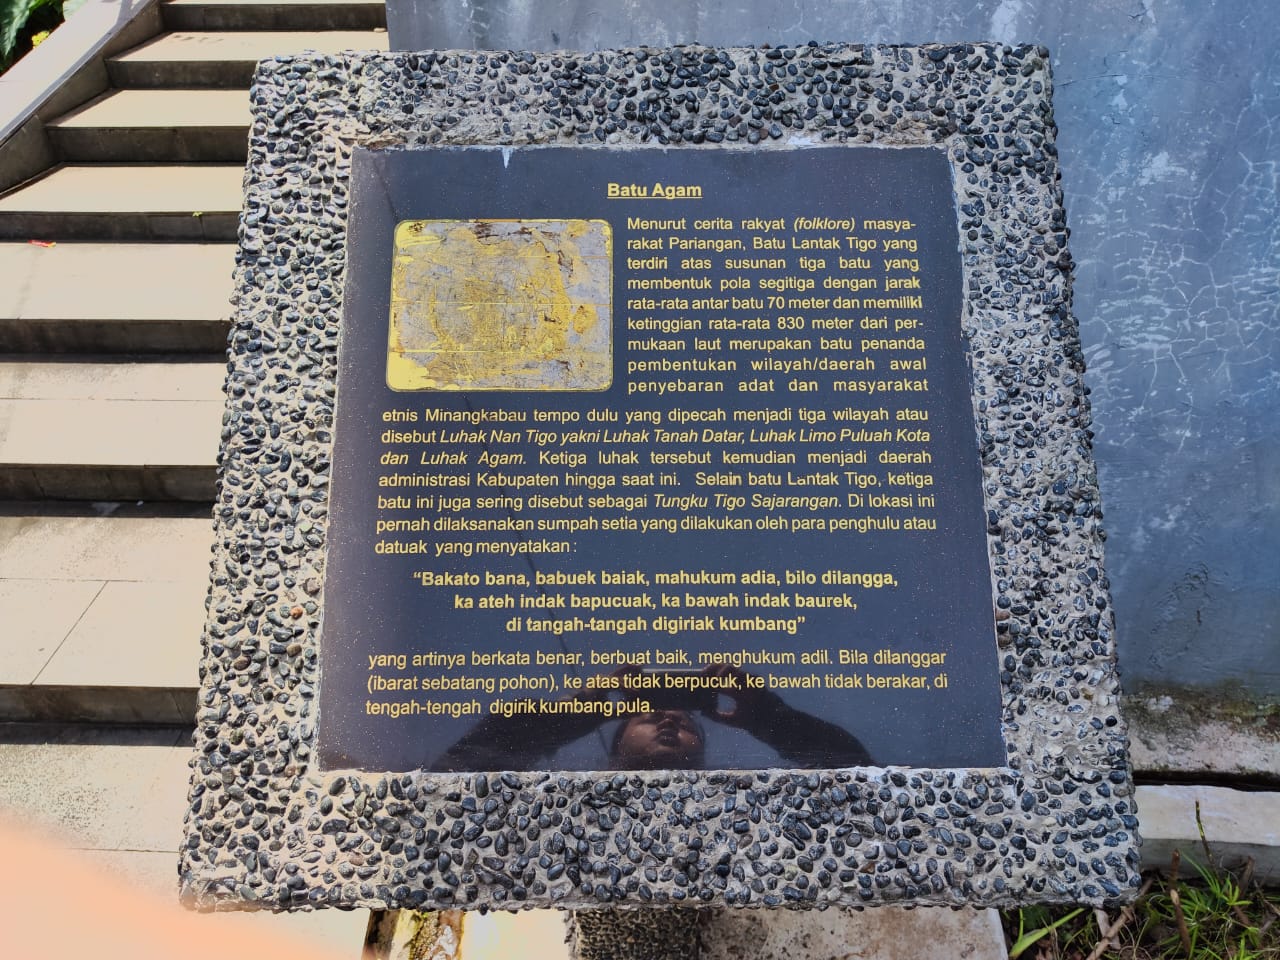 Batu Agam
Menurut cerita rakyat (folklore) masya-
rakat Pariangan, Batu Lantak Tigo yang
terdiri atas susunan tiga batu yang
membentuk pola segitiga dengan jarak
rata-rata antar batu 70 meter dan memiliki
ketinggian rata-rata 830 meter dari per-
mukaan laut merupakan batu penanda
pembentukan wilayah/daerah awal
penyebaran adat dan masyarakat
etnis Minangkabau tempo dulu yang dipecah menjadi tiga wilayah atau
disebut Luhak Nan Tigo yakni Luhak Tanah Datar, Luhak Limo Puluah Kota
dan Luhak Agam. Ketiga luhak tersebut kemudian menjadi daerah
administrasi Kabupaten hingga saat ini. Selain batu Lantak Tigo, ketiga
batu ini juga sering disebut sebagai Tungku Tigo Sajarangan. Di lokasi ini
pernah dilaksanakan sumpah setia yang dilakukan oleh para penghulu atau
datuak yang menyatakan :
“Bakato bana, babuek baiak, mahukum adia, bilo dilangga,
ka ateh indak bapucuak, ka bawah indak baurek,
di tangah-tangah digiriak kumbang”
yang artinya berkata benar, berbuat baik, menghukum adil. Bila dilanggar
(ibarat sebatang pohon), ke atas tidak berpucuk, ke bawah tidak berakar, di
tengah-tengah digirik kumbang pula.